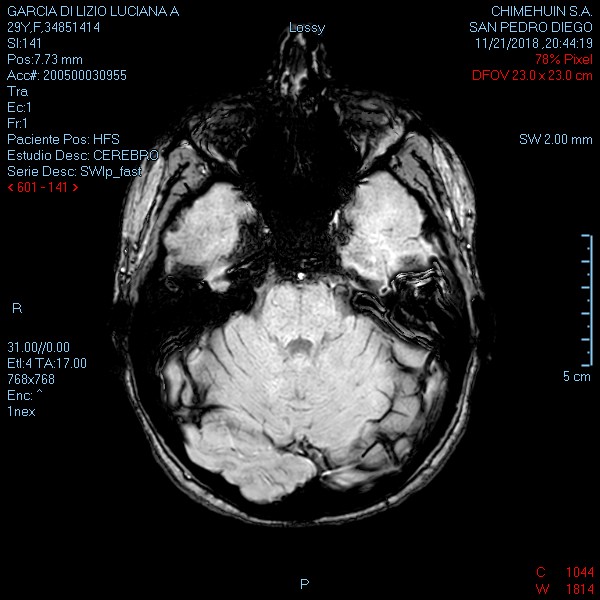 GARCIA DI LIZIO LUCIANA A
29Y,F,34851414
Sl:141
Pos:7.73 mm
Acc#: 200500030955
Tra
Ec:1
Fr:1
Paciente Pos: HFS
Estudio Desc: CEREBRO
Serie Desc: SWIp_fast
< 601 - 141 >
Lossy
CHIMEHUIN S.A.
SAN PEDRO DIEGO
11/21/2018 ,20:44:19
78% Pixel
DFOV 23.0 x 23.0 cm
SW 2.00 mm
R
31.00//0.00
Etl:4 TA:17.00
768x768
Enc: ^
1nex
5 cm
P
C 1044
W 1814